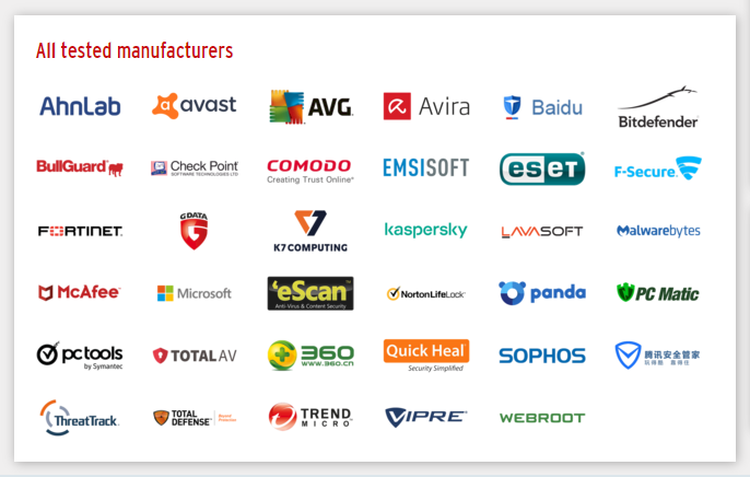 All tested manufacturers
AhnLab
avast
AVG
Avira
Baidu
Bitdefender
BullGuard
Check Point
SOFTWARE TECHNOLOGIES LTD
COMODO
Creating Trust Online®
EMSISOFT
eseT
F-Secure
FORTINET
G DATA
K7 COMPUTING
kaspersky
LAVASOFT
Malwarebytes
McAfee™
Microsoft
eScan™
Anti-Virus & Content Security
NortonLifeLock
panda
PC Matic
pctools
by Symantec
TOTAL AV
360
www.360.cn
Quick Heal
Security Simplified
SOPHOS
腾讯安全管家
ThreatTrack
TOTAL
DEFENSE
TREND
MICRO
VIPRE®
WEBROOT